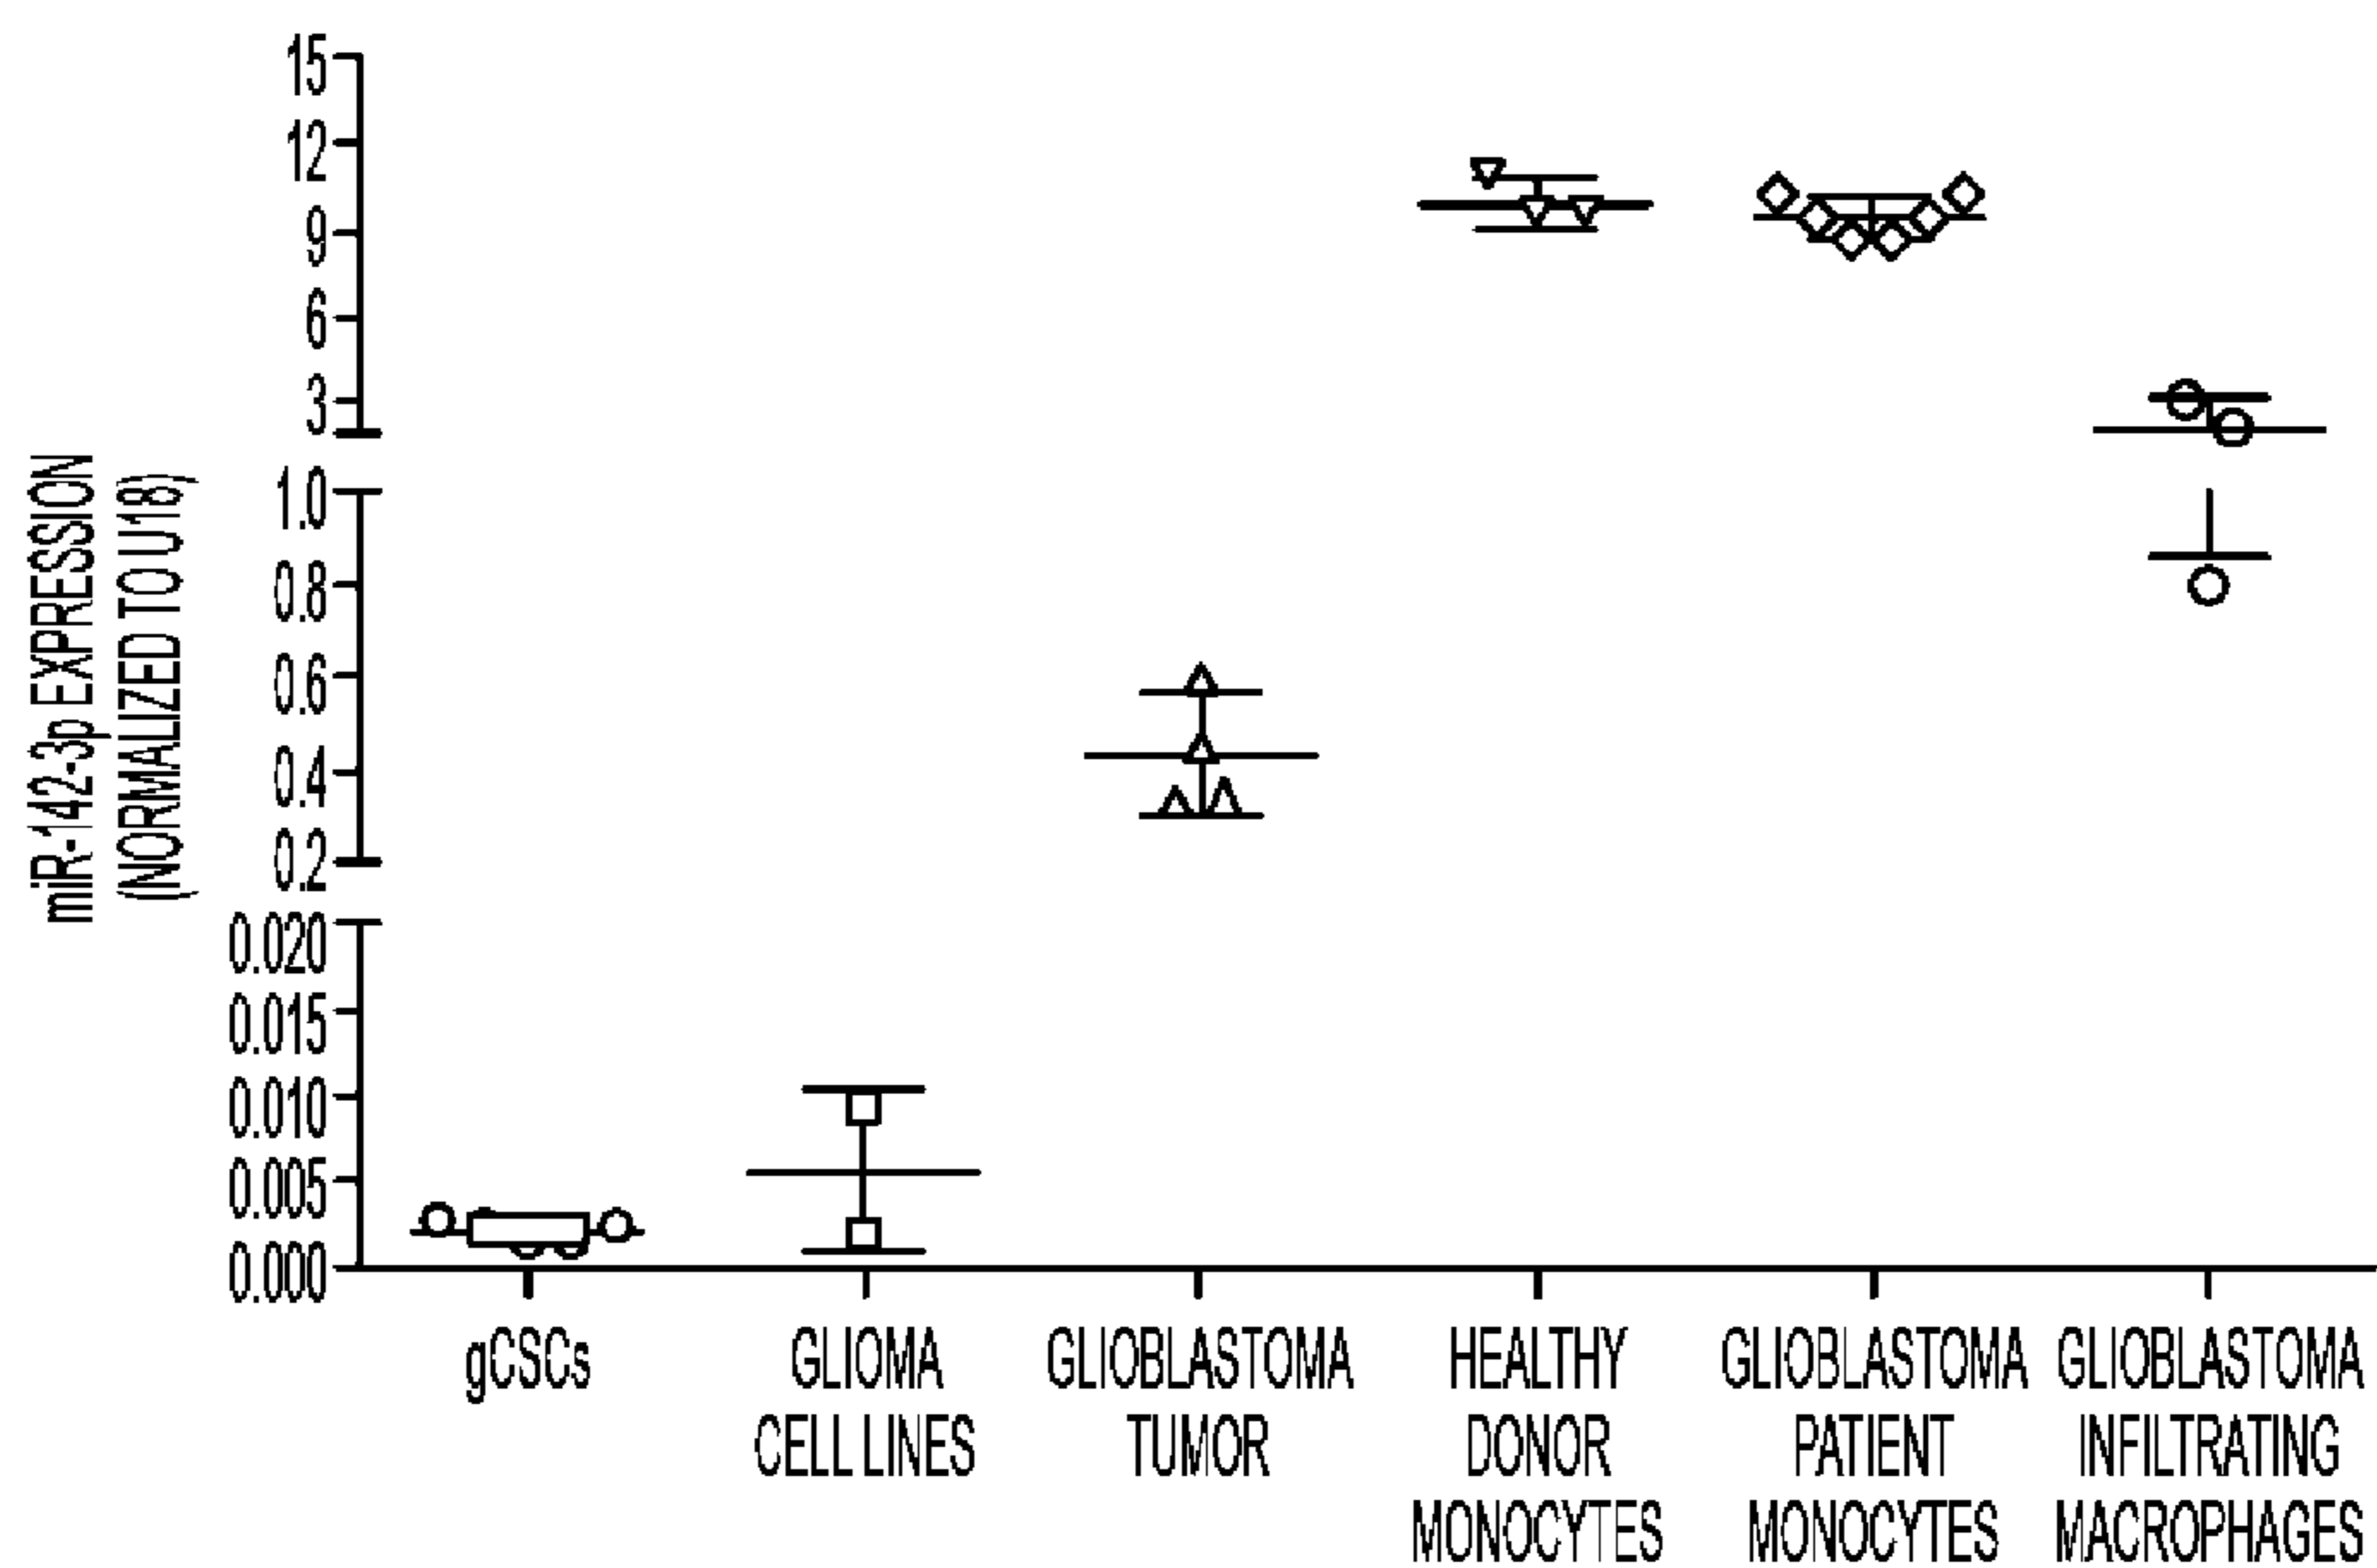 miR-142-3p EXPRESSION
(NORMALIZED TO U18)
15
12
9
6
3
1.0
0.8
0.6
0.4
0.2
0.020
0.015
0.010
0.005
0.000
gCSCs
GLIOMA
CELL LINES
GLIOBLASTOMA
TUMOR
HEALTHY
DONOR
MONOCYTES
GLIOBLASTOMA
PATIENT
MONOCYTES
GLIOBLASTOMA
INFILTRATING
MACROPHAGES